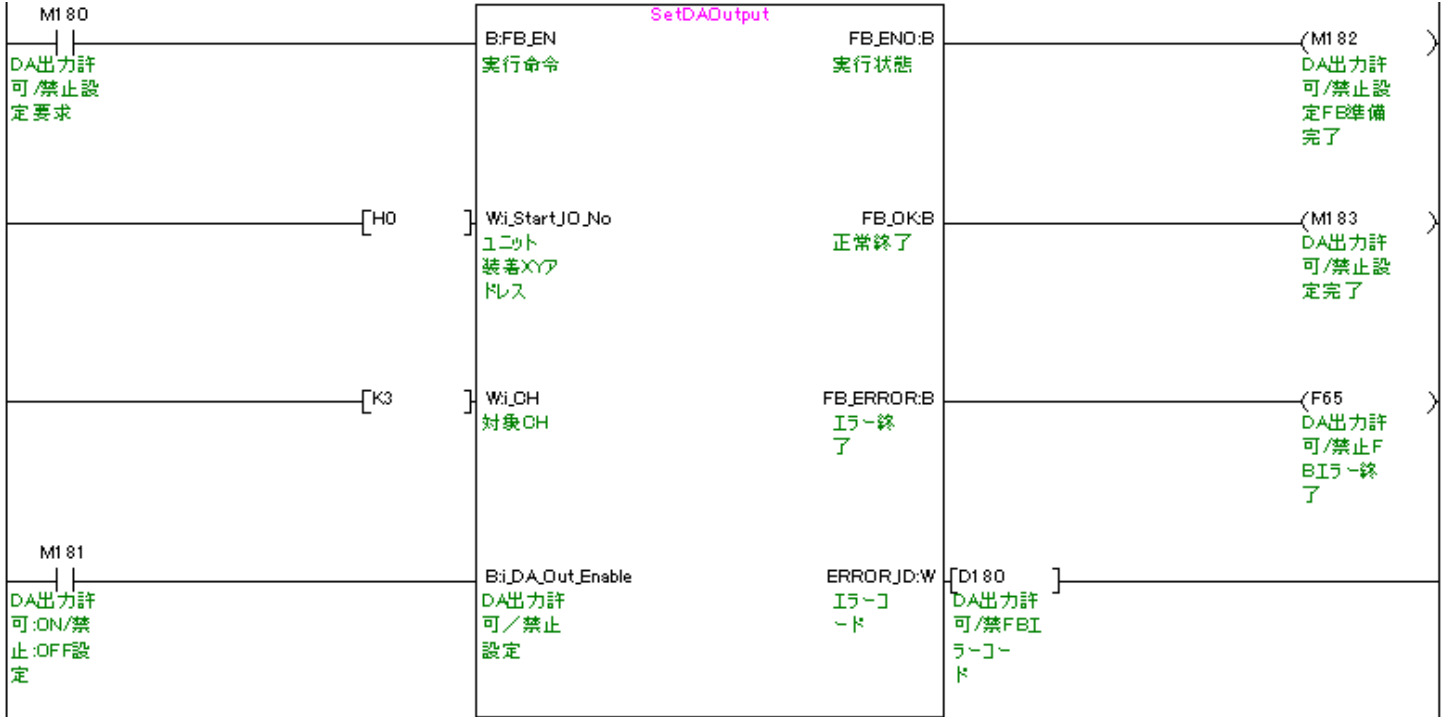 M180
SetDAOutput
B:FB_EN
FB_ENO:B
(M182 )
DA出力許
可/禁止設
定要求
実行命令
実行状態
DA出力許
可/禁止設
定FB準備
完了
[H0 ]
W:i_Start_IO_No
FB_OK:B
(M183 )
ユニット
装着XYア
ドレス
正常終了
DA出力許
可/禁止設
定完了
[K3 ]
W:i_CH
FB_ERROR:B
(F65 )
対象CH
エラー終
了
DA出力許
可/禁止F
Bエラー終
了
M181
B:i_DA_Out_Enable
ERROR_ID:W
[D180 ]
DA出力許
可:ON/禁
止:OFF設
定
DA出力許
可／禁止
設定
エラーコ
ード
DA出力許
可/禁FBエ
ラーコー
ド